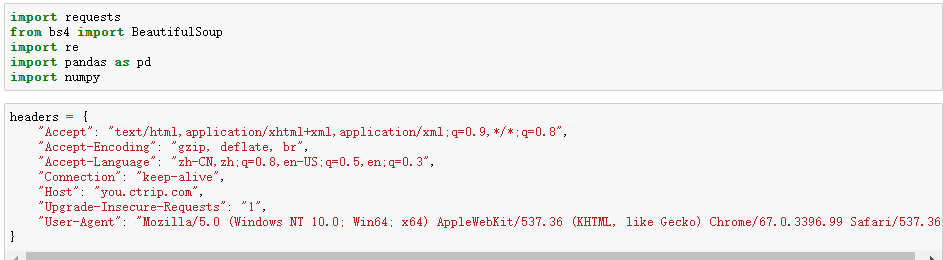 import requests
from bs4 import BeautifulSoup
import re
import pandas as pd
import numpy
headers = {
    "Accept": "text/html,application/xhtml+xml,application/xml;q=0.9,*/*;q=0.8",
    "Accept-Encoding": "gzip, deflate, br",
    "Accept-Language": "zh-CN,zh;q=0.8,en-US;q=0.5,en;q=0.3",
    "Connection": "keep-alive",
    "Host": "you.ctrip.com",
    "Upgrade-Insecure-Requests": "1",
    "User-Agent": "Mozilla/5.0 (Windows NT 10.0; Win64; x64) AppleWebKit/537.36 (KHTML, like Gecko) Chrome/67.0.3396.99 Safari/537.36
}